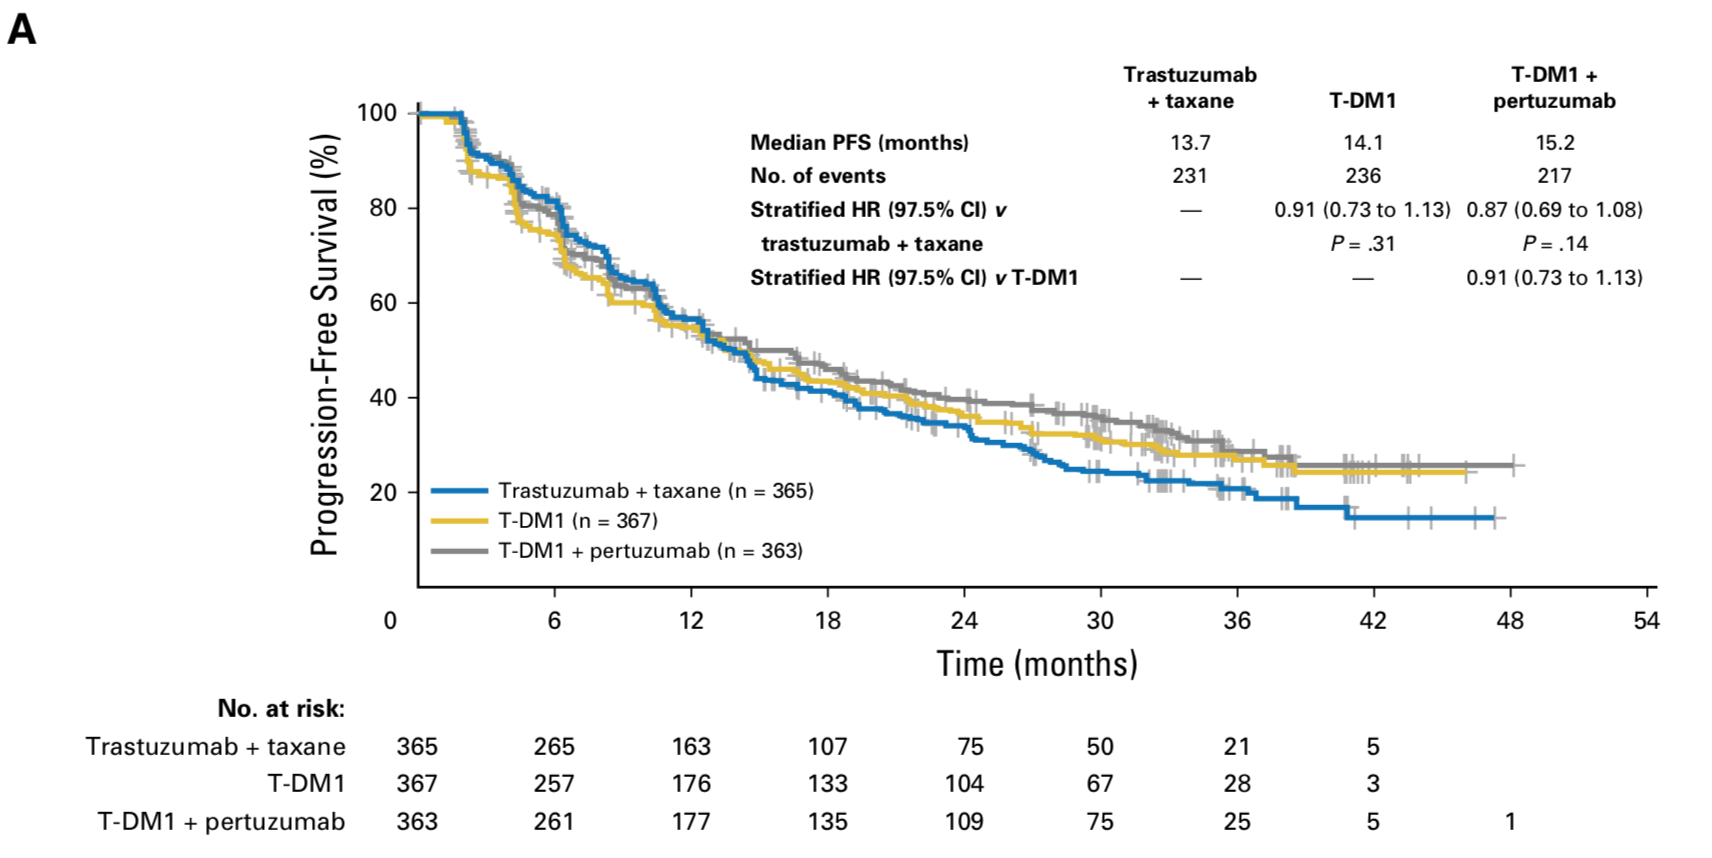 A
Trastuzumab + taxane
T-DM1
T-DM1 + pertuzumab
Median PFS (months) 13.7 14.1 15.2
No. of events 231 236 217
Stratified HR (97.5% CI) v — 0.91 (0.73 to 1.13) 0.87 (0.69 to 1.08)
trastuzumab + taxane P = .31 P = .14
Stratified HR (97.5% CI) v T-DM1 — — 0.91 (0.73 to 1.13)
Progression-Free Survival (%)
100
80
60
40
20
Trastuzumab + taxane (n = 365)
T-DM1 (n = 367)
T-DM1 + pertuzumab (n = 363)
0 6 12 18 24 30 36 42 48 54
Time (months)
No. at risk:
Trastuzumab + taxane 365 265 163 107 75 50 21 5
T-DM1 367 257 176 133 104 67 28 3
T-DM1 + pertuzumab 363 261 177 135 109 75 25 5 1